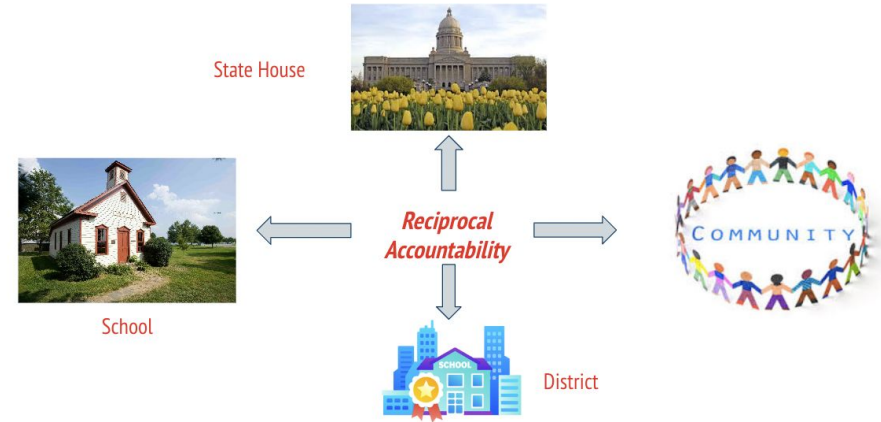 State House
Reciprocal
Accountability
COMMUNITY
School
SCHOOL
District